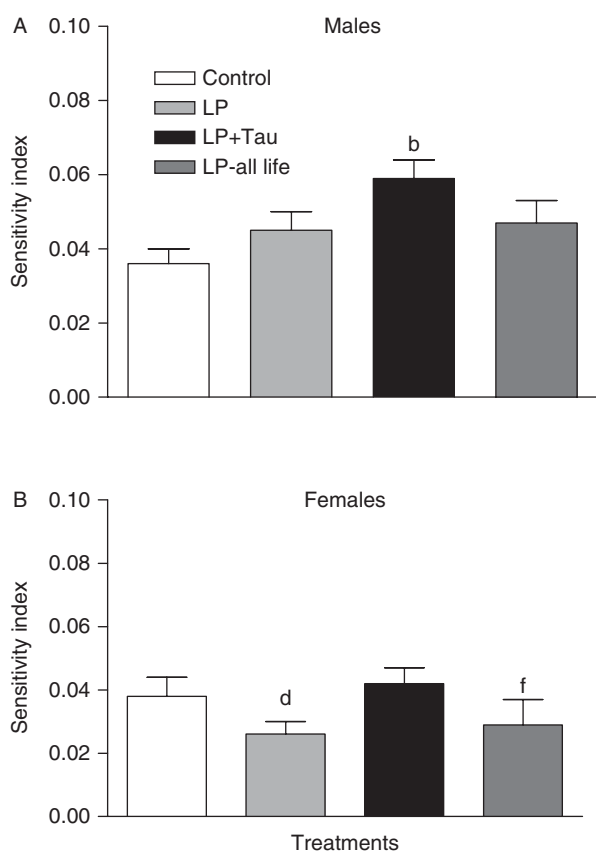 A
Males
0.10
0.08
0.06
0.04
0.02
0.00
Sensitivity index
Control
LP
LP+Tau
LP-all life
b
B
Females
0.10
0.08
0.06
0.04
0.02
0.00
Sensitivity index
d
f
Treatments